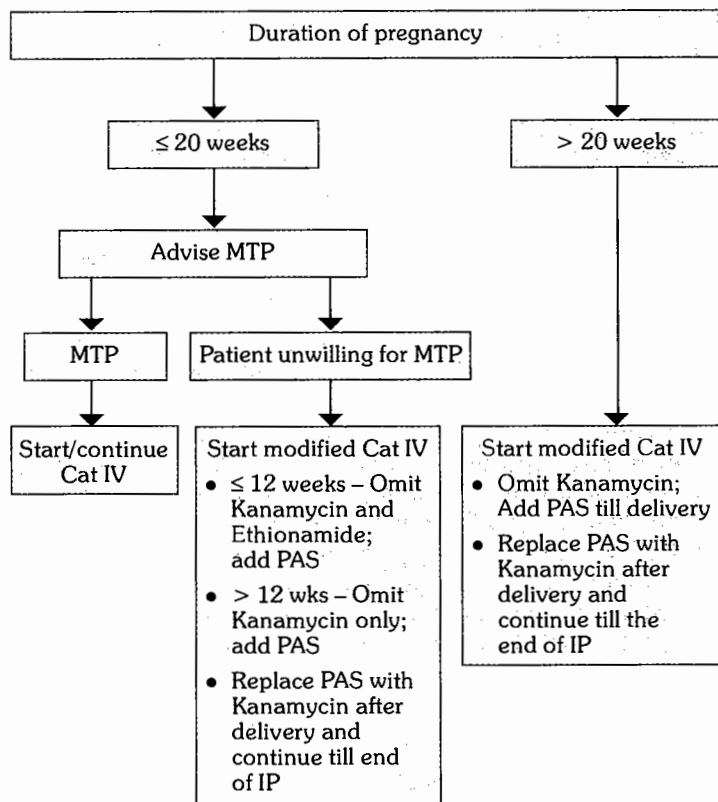 Duration of pregnancy
≤ 20 weeks
> 20 weeks
Advise MTP
MTP
Patient unwilling for MTP
Start/continue
Cat IV
Start modified Cat IV
• ≤ 12 weeks – Omit
Kanamycin and
Ethionamide;
add PAS
• > 12 wks – Omit
Kanamycin only;
add PAS
• Replace PAS with
Kanamycin after
delivery and
continue till end
of IP
Start modified Cat IV
• Omit Kanamycin;
Add PAS till delivery
• Replace PAS with
Kanamycin after
delivery and
continue till the
end of IP